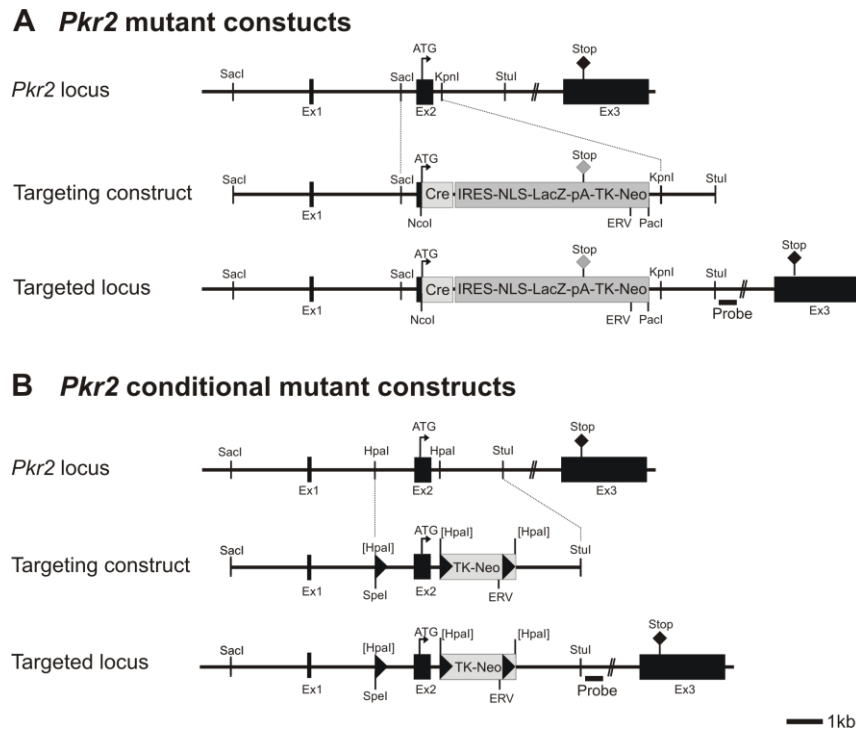 A Pkr2 mutant constucts
ATG
Stop
SacI
SacI
KpnI
StuI
Pkr2 locus
Ex1
Ex2
Ex3
ATG
Stop
SacI
SacI
KpnI
StuI
Targeting construct
Cre
IRES-NLS-LacZ-pA-TK-Neo
Ex1
NcoI
ERV
PacI
ATG
Stop
Stop
SacI
SacI
KpnI
StuI
Targeted locus
Cre
IRES-NLS-LacZ-pA-TK-Neo
Ex1
NcoI
ERV
PacI
Probe
Ex3
B Pkr2 conditional mutant constructs
ATG
Stop
SacI
HpaI
HpaI
StuI
Pkr2 locus
Ex1
Ex2
Ex3
ATG
[HpaI]
[HpaI]
[HpaI]
SacI
StuI
Targeting construct
TK-Neo
Ex1
SpeI
Ex2
ERV
ATG
Stop
[HpaI]
[HpaI]
[HpaI]
SacI
StuI
Targeted locus
TK-Neo
Ex1
SpeI
Ex2
ERV
Probe
Ex3
1kb